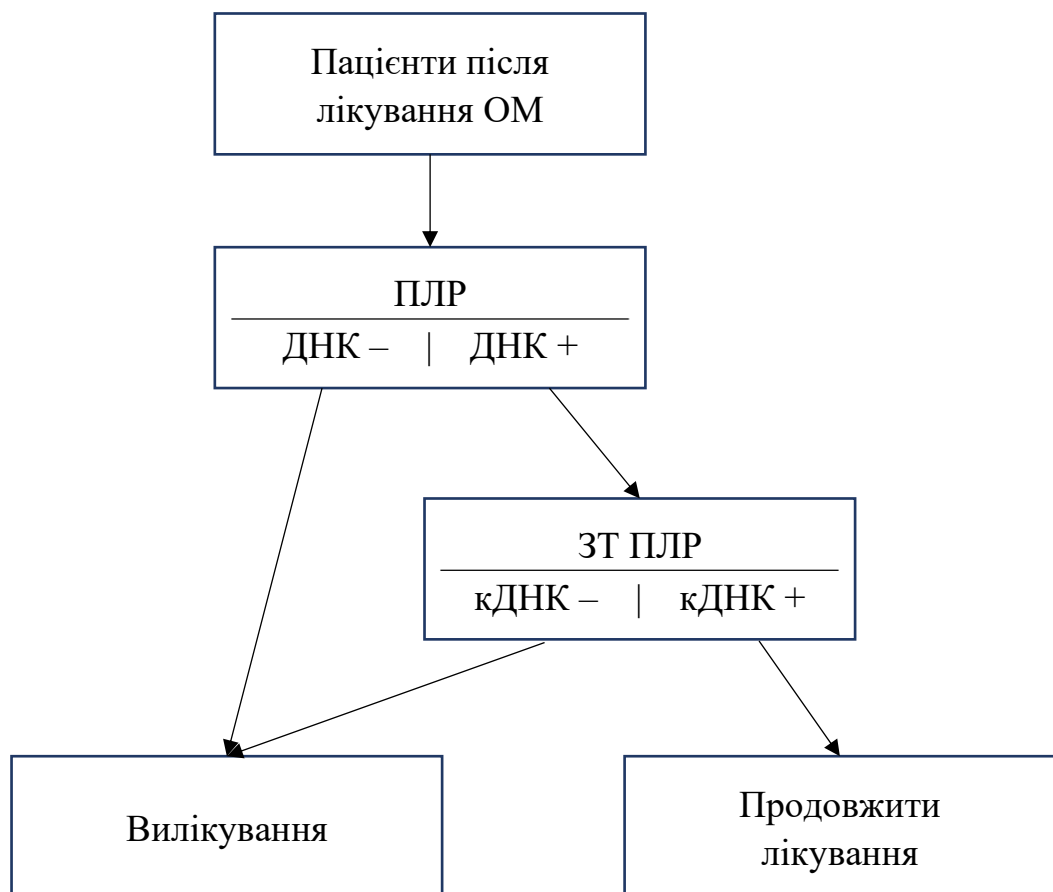 Пацієнти після
лікування ОМ
ПЛР
ДНК – | ДНК +
ЗТ ПЛР
кДНК – | кДНК +
Вилікування
Продовжити
лікування